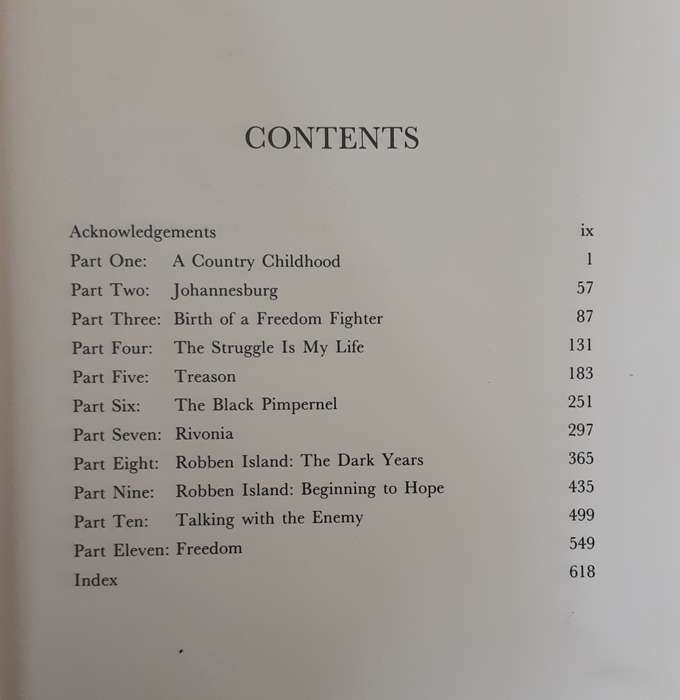 CONTENTS
Acknowledgements ix
Part One: A Country Childhood 1
Part Two: Johannesburg 57
Part Three: Birth of a Freedom Fighter 87
Part Four: The Struggle Is My Life 131
Part Five: Treason 183
Part Six: The Black Pimpernel 251
Part Seven: Rivonia 297
Part Eight: Robben Island: The Dark Years 365
Part Nine: Robben Island: Beginning to Hope 435
Part Ten: Talking with the Enemy 499
Part Eleven: Freedom 549
Index 618